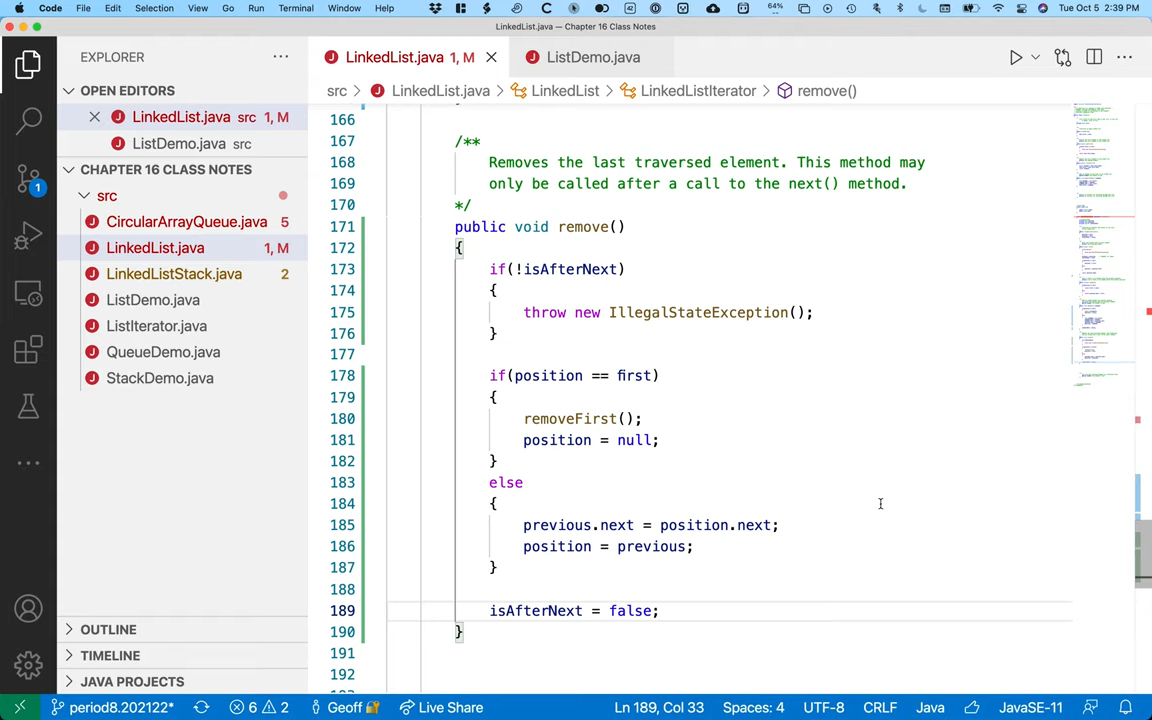 Code File Edit Selection View Go Run Terminal Window Help 42 64% Tue Oct 5 2:39 PM
LinkedList.java — Chapter 16 Class Notes
EXPLORER
LinkedList.java 1, M
ListDemo.java
OPEN EDITORS
src > LinkedList.java > LinkedList > LinkedListIterator > remove()
LinkedList.java src 1, M
ListDemo.java src
CHAPTER 16 CLASS NOTES
src
CircularArrayQueue.java 5
LinkedList.java 1, M
LinkedListStack.java 2
ListDemo.java
ListIterator.java
QueueDemo.java
StackDemo.java
OUTLINE
TIMELINE
JAVA PROJECTS
1
166
167 /**
168 Removes the last traversed element. This method may
169 only be called after a call to the next() method.
170 */
171 public void remove()
172 {
173 if(!isAfterNext)
174 {
175 throw new IllegalStateException();
176 }
177
178 if(position == first)
179 {
180 removeFirst();
181 position = null;
182 }
183 else
184 {
185 previous.next = position.next;
186 position = previous;
187 }
188
189 isAfterNext = false;
190 }
191
192
period8.202122* 6 2 Geoff Live Share Ln 189, Col 33 Spaces: 4 UTF-8 CRLF Java JavaSE-11